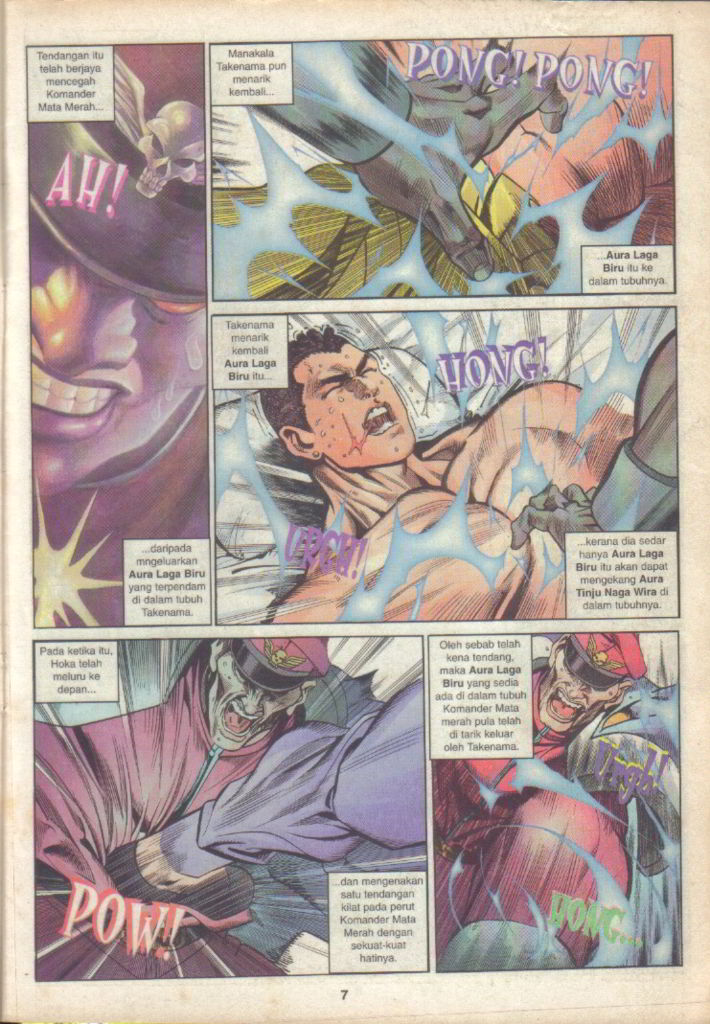 Tendangan itu
telah berjaya
mencegah
Komander
Mata Merah...
AH!
...daripada
mngeluarkan
Aura Laga Biru
yang terpendam
di dalam tubuh
Takenama.
Manakala
Takenama pun
menarik
kembali...
PONG! PONG!
...Aura Laga
Biru itu ke
dalam tubuhnya.
Takenama
menarik
kembali
Aura Laga
Biru itu...
HONG!
URGH!
...kerana dia sedar
hanya Aura Laga
Biru itu akan dapat
mengekang Aura
Tinju Naga Wira di
dalam tubuhnya.
Pada ketika itu,
Hoka telah
meluru ke
depan...
POW!!
...dan mengenakan
satu tendangan
kilat pada perut
Komander Mata
Merah dengan
sekuat-kuat
hatinya.
Oleh sebab telah
kena tendang,
maka Aura Laga
Biru yang sedia
ada di dalam tubuh
Komander Mata
merah pula telah
di tarik keluar
oleh Takenama.
Urgh!
HONG...
7